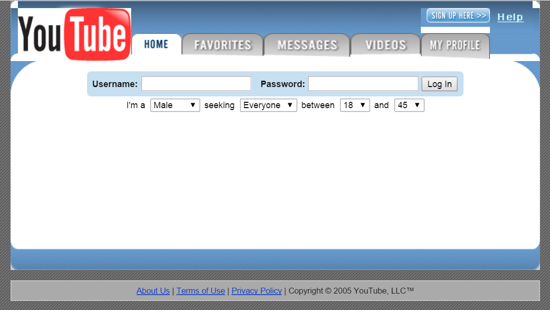 YouTube
SIGN UP HERE >> Help
HOME FAVORITES MESSAGES VIDEOS MY PROFILE
Username: Password: Log In
I'm a Male seeking Everyone between 18 and 45
About Us | Terms of Use | Privacy Policy | Copyright © 2005 YouTube, LLC™